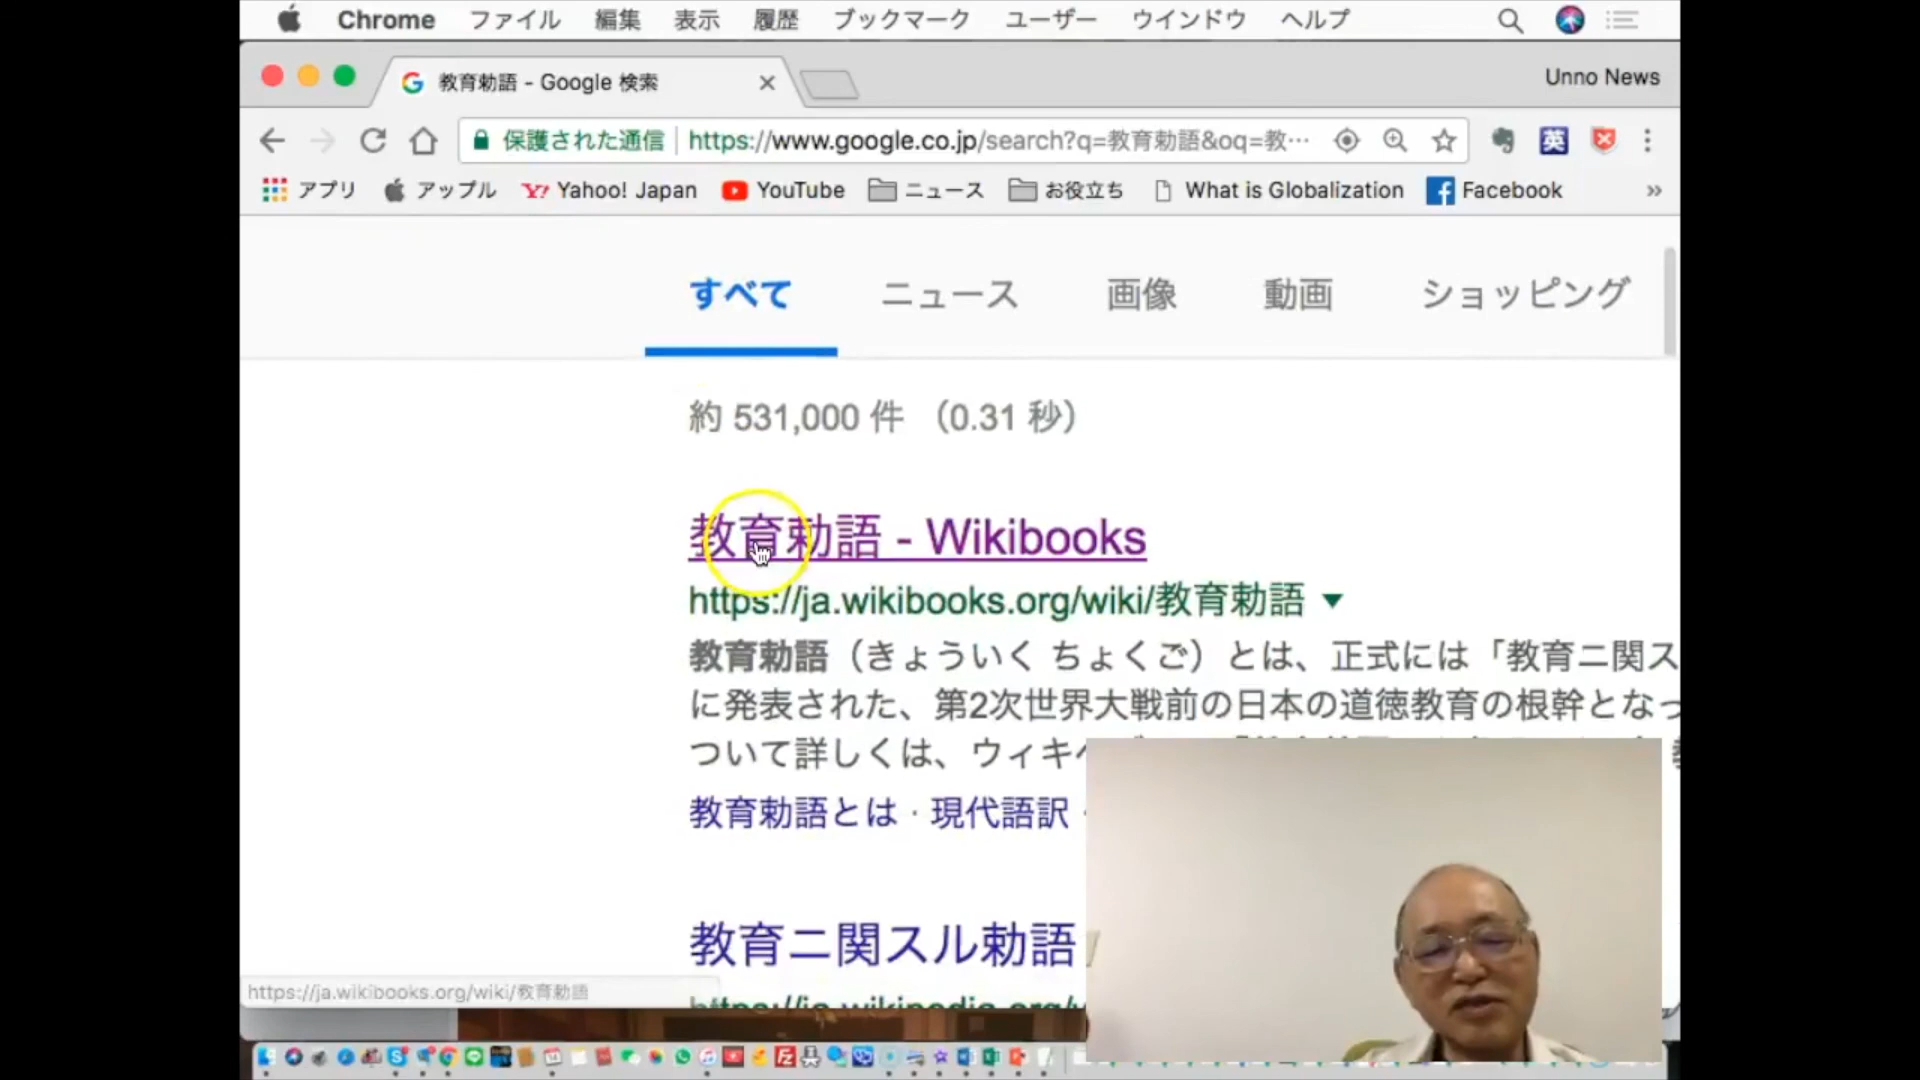 Chrome ファイル 編集 表示 履歴 ブックマーク ユーザー ウインドウ ヘルプ
教育勅語 - Google 検索
Unno News
保護された通信 https://www.google.co.jp/search?q=教育勅語&oq=教…
英
アプリ アップル Yahoo! Japan YouTube ニュース お役立ち What is Globalization Facebook »
すべて ニュース 画像 動画 ショッピング
約 531,000 件 （0.31 秒）
教育勅語 - Wikibooks
https://ja.wikibooks.org/wiki/教育勅語
教育勅語（きょういく ちょくご）とは、正式には「教育ニ関ス
に発表された、第2次世界大戦前の日本の道徳教育の根幹となっ
ついて詳しくは、ウィキ
教育勅語とは · 現代語訳
教育ニ関スル勅語
https://ja.wikibooks.org/wiki/教育勅語